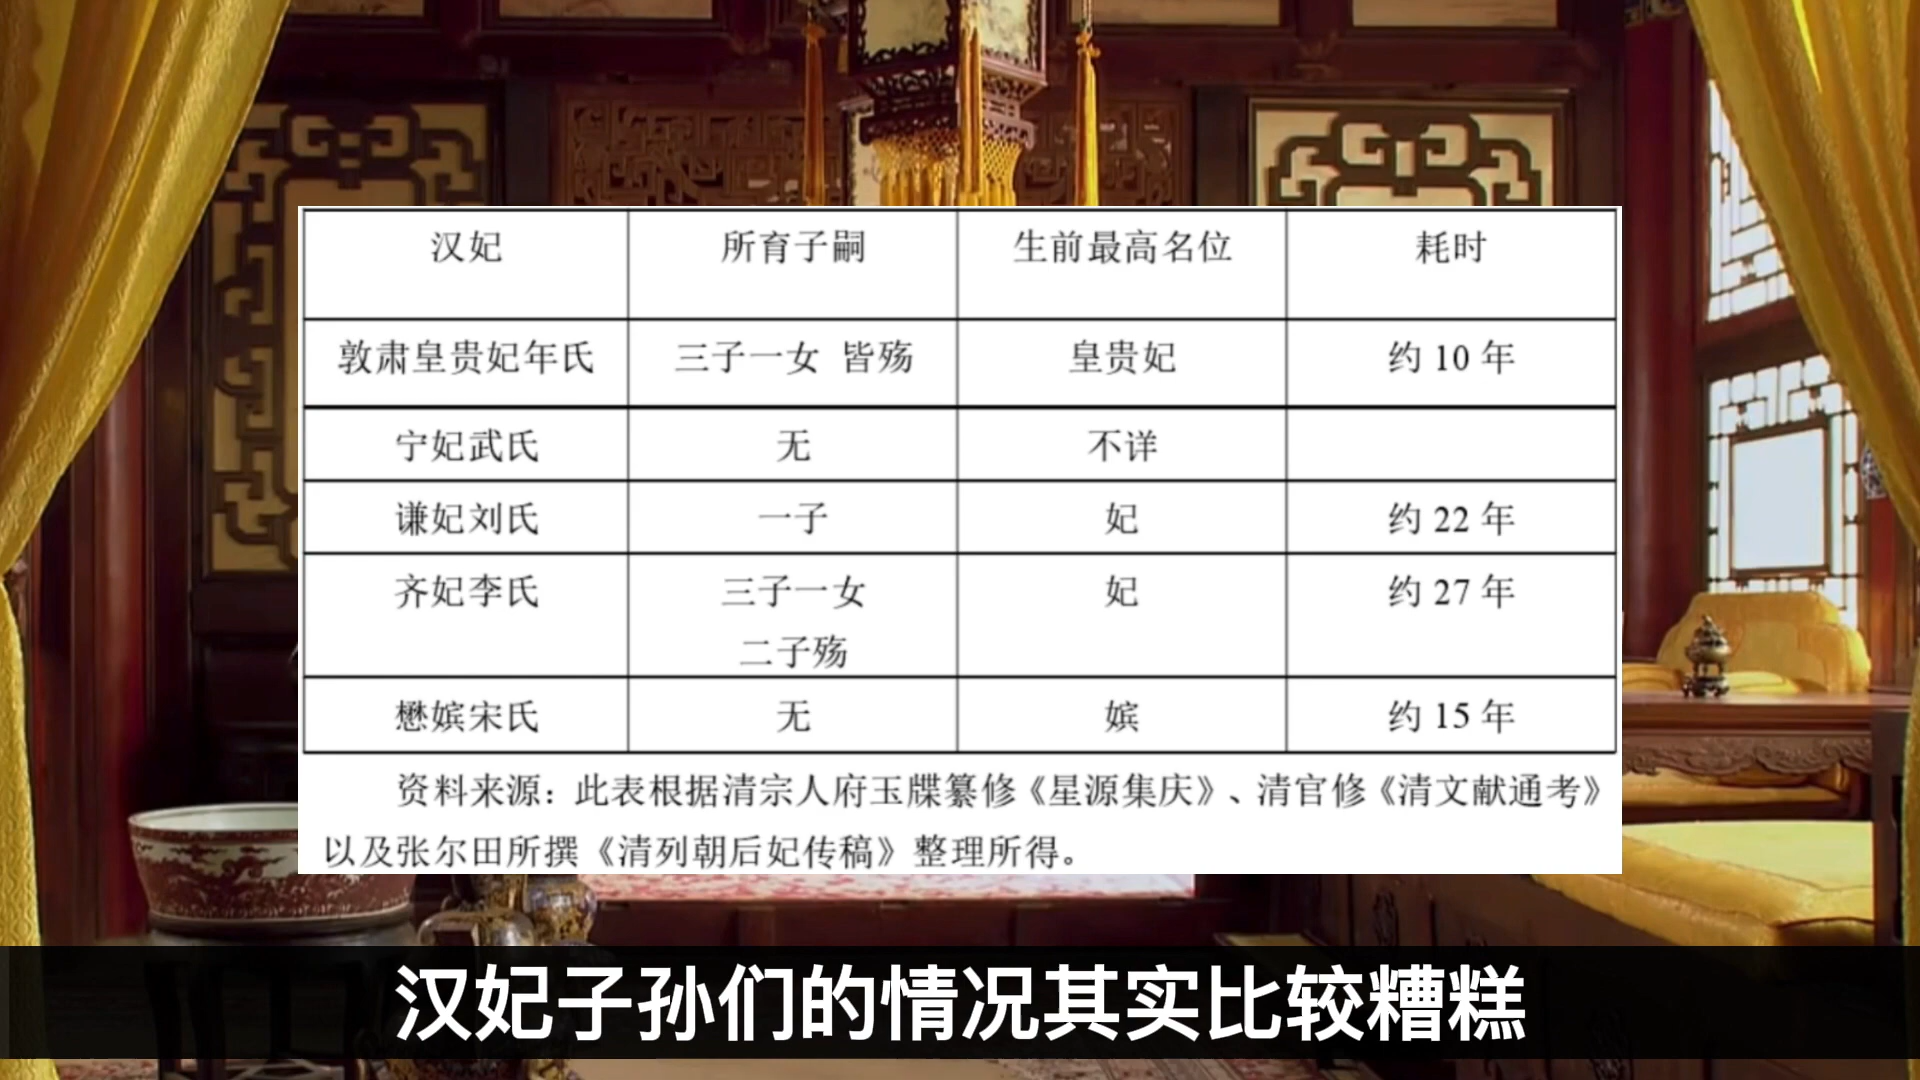 汉妃 所育子嗣 生前最高名位 耗时
敦肃皇贵妃年氏 三子一女 皆殇 皇贵妃 约 10 年
宁妃武氏 无 不详
谦妃刘氏 一子 妃 约 22 年
齐妃李氏 三子一女 妃 约 27 年
二子殇
懋嫔宋氏 无 嫔 约 15 年
资料来源：此表根据清宗人府玉牒纂修《星源集庆》、清官修《清文献通考》
以及张尔田所撰《清列朝后妃传稿》整理所得。
汉妃子孙们的情况其实比较糟糕